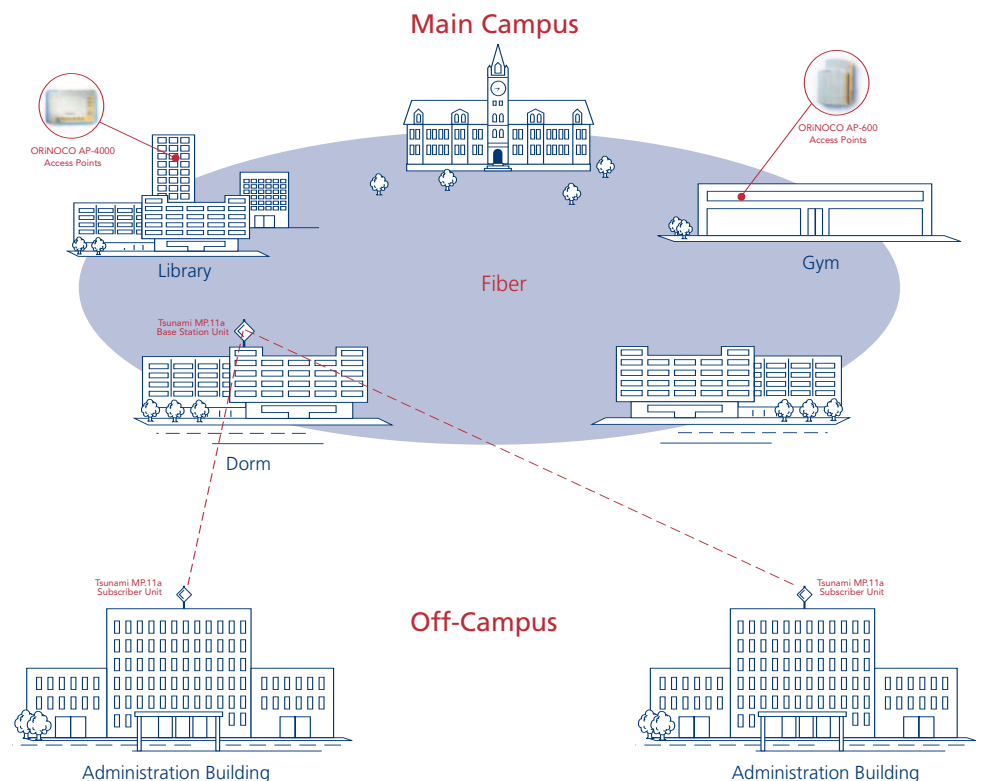 Main Campus
ORiNOCO AP-4000
Access Points
ORiNOCO AP-600
Access Points
Library
Gym
Fiber
Tsunami MP.11a
Base Station Unit
Dorm
Tsunami MP.11a
Subscriber Unit
Tsunami MP.11a
Subscriber Unit
Off-Campus
Administration Building
Administration Building